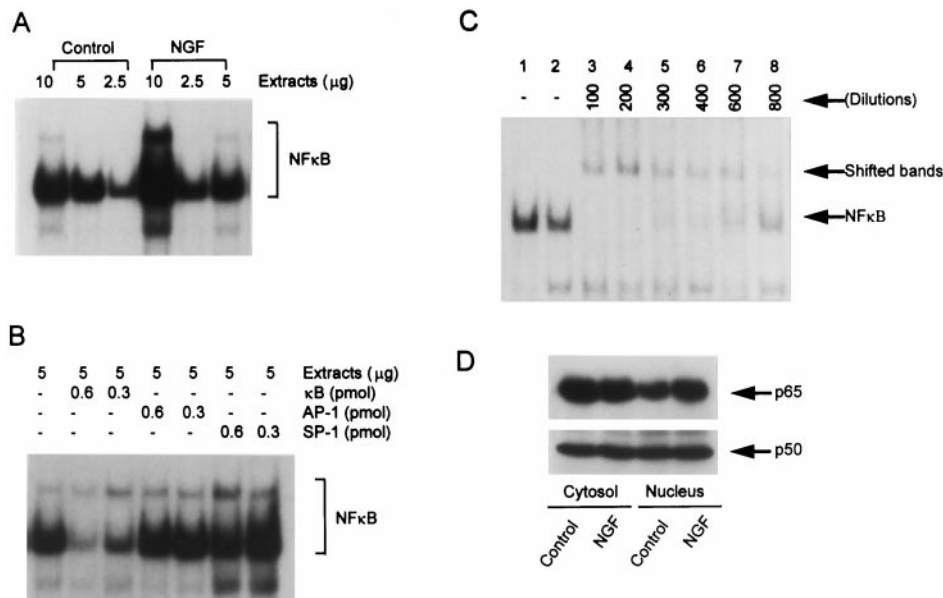 A
Control NGF
10 5 2.5 10 2.5 5 Extracts (μg)
NFκB
B
5 5 5 5 5 5 5 Extracts (μg)
- 0.6 0.3 - - - - κB (pmol)
- - - 0.6 0.3 - - AP-1 (pmol)
- - - - - 0.6 0.3 SP-1 (pmol)
NFκB
C
1 2 3 4 5 6 7 8
- - 100 200 300 400 600 800 (Dilutions)
Shifted bands
NFκB
D
p65
p50
Cytosol Nucleus
Control NGF Control NGF